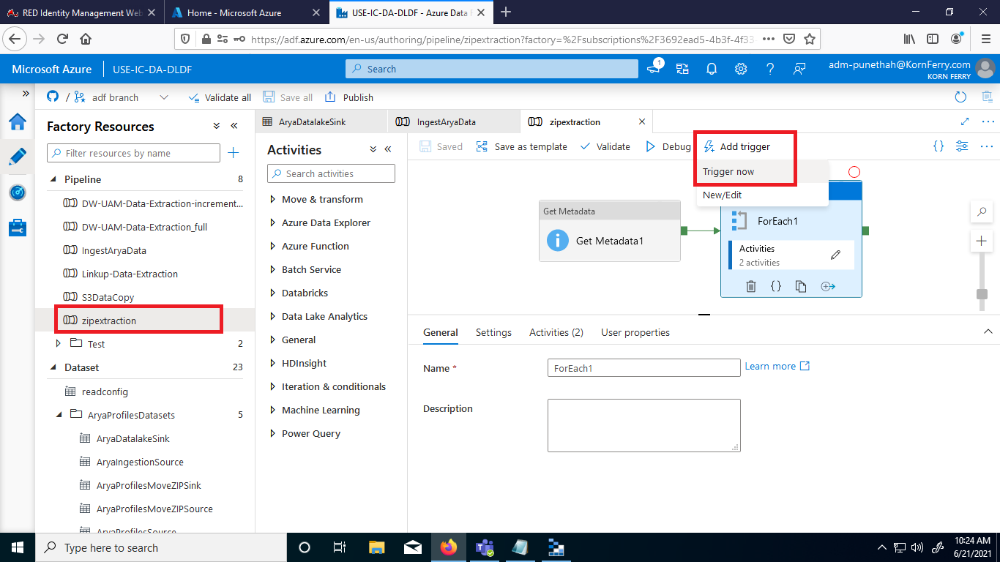 RED Identity Management Web
Home - Microsoft Azure
USE-IC-DA-DLDF - Azure Data F
https://adf.azure.com/en-us/authoring/pipeline/zipextraction?factory=%2Fsubscriptions%2F3692ead5-4b3f-4f33-
Microsoft Azure
USE-IC-DA-DLDF
Search
1
adm-punethah@KornFerry.com
KORN FERRY
/ adf branch
Validate all
Save all
Publish
Factory Resources
AryaDatalakeSink
IngestAryaData
zipextraction
Filter resources by name
Activities
Saved
Save as template
Validate
Debug
Add trigger
Trigger now
New/Edit
Search activities
Pipeline 8
DW-UAM-Data-Extraction-increment...
DW-UAM-Data-Extraction_full
IngestAryaData
Linkup-Data-Extraction
S3DataCopy
zipextraction
Test 2
Dataset 23
readconfig
AryaProfilesDatasets 5
AryaDatalakeSink
AryaIngestionSource
AryaProfilesMoveZIPSink
AryaProfilesMoveZIPSource
AryaProfilesSource
Move & transform
Azure Data Explorer
Azure Function
Batch Service
Databricks
Data Lake Analytics
General
HDInsight
Iteration & conditionals
Machine Learning
Power Query
Get Metadata
Get Metadata1
ForEach1
Activities
2 activities
General
Settings
Activities (2)
User properties
Name *
ForEach1
Learn more
Description
Type here to search
10:24 AM
6/21/2021